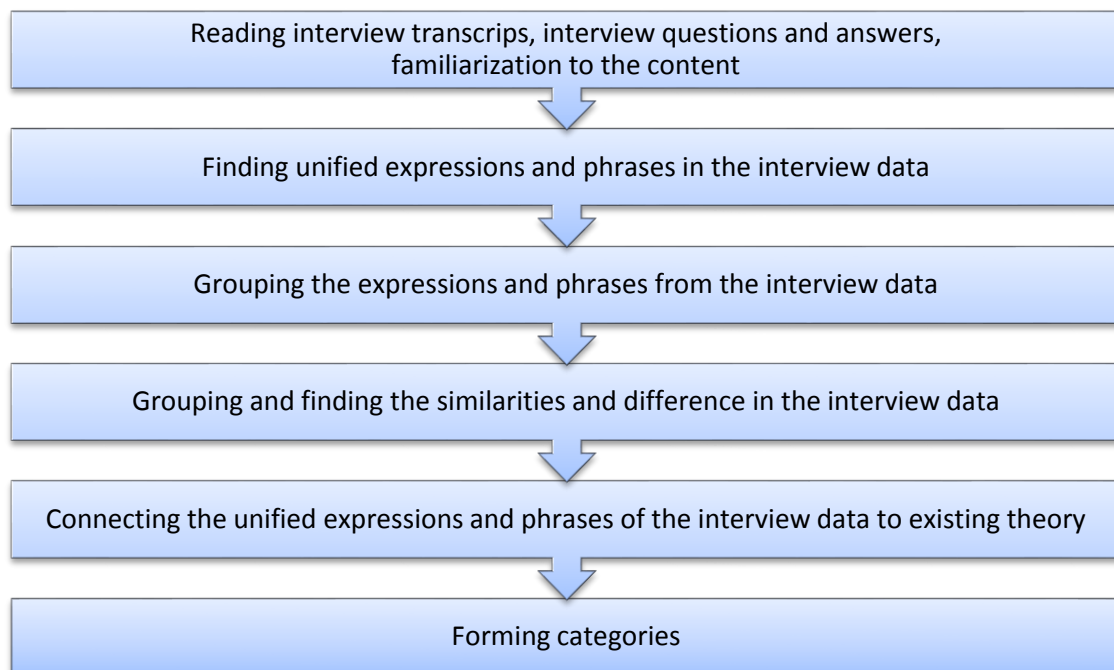 Reading interview transcrips, interview questions and answers,
familiarization to the content
Finding unified expressions and phrases in the interview data
Grouping the expressions and phrases from the interview data
Grouping and finding the similarities and difference in the interview data
Connecting the unified expressions and phrases of the interview data to existing theory
Forming categories